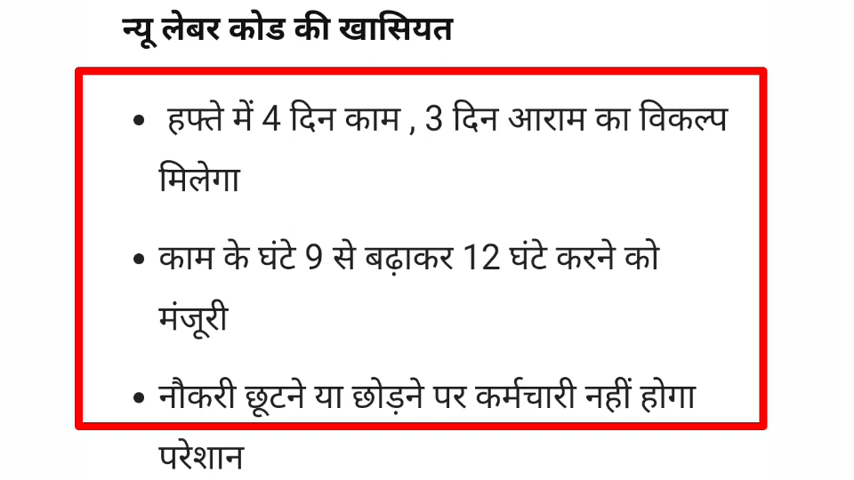 न्यू लेबर कोड की खासियत
• हफ्ते में 4 दिन काम , 3 दिन आराम का विकल्प
मिलेगा
• काम के घंटे 9 से बढ़ाकर 12 घंटे करने को
मंजूरी
• नौकरी छूटने या छोड़ने पर कर्मचारी नहीं होगा
परेशान